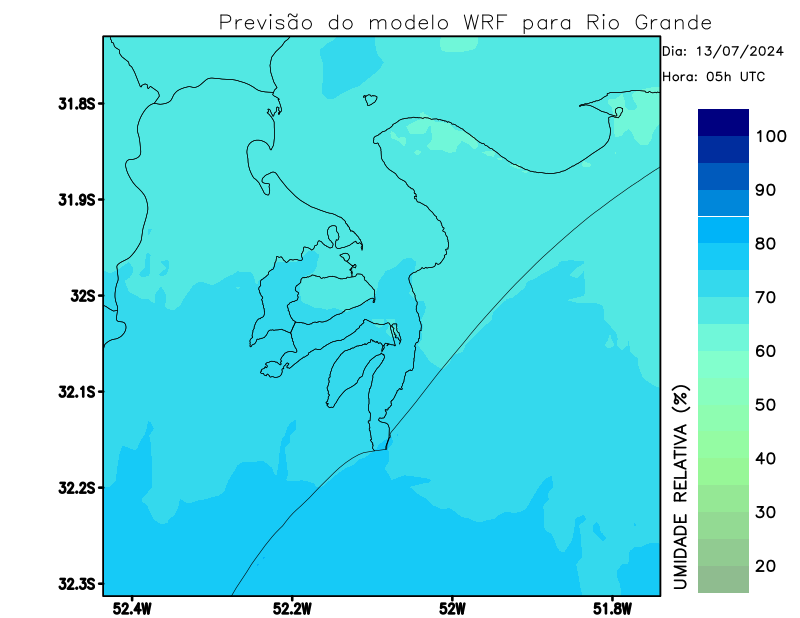 Previsão do modelo WRF para Rio Grande
Dia: 13/07/2024
Hora: 05h UTC
31.8S
31.9S
32S
32.1S
32.2S
32.3S
52.4W
52.2W
52W
51.8W
100
90
80
70
60
50
40
30
20
UMIDADE RELATIVA (%)